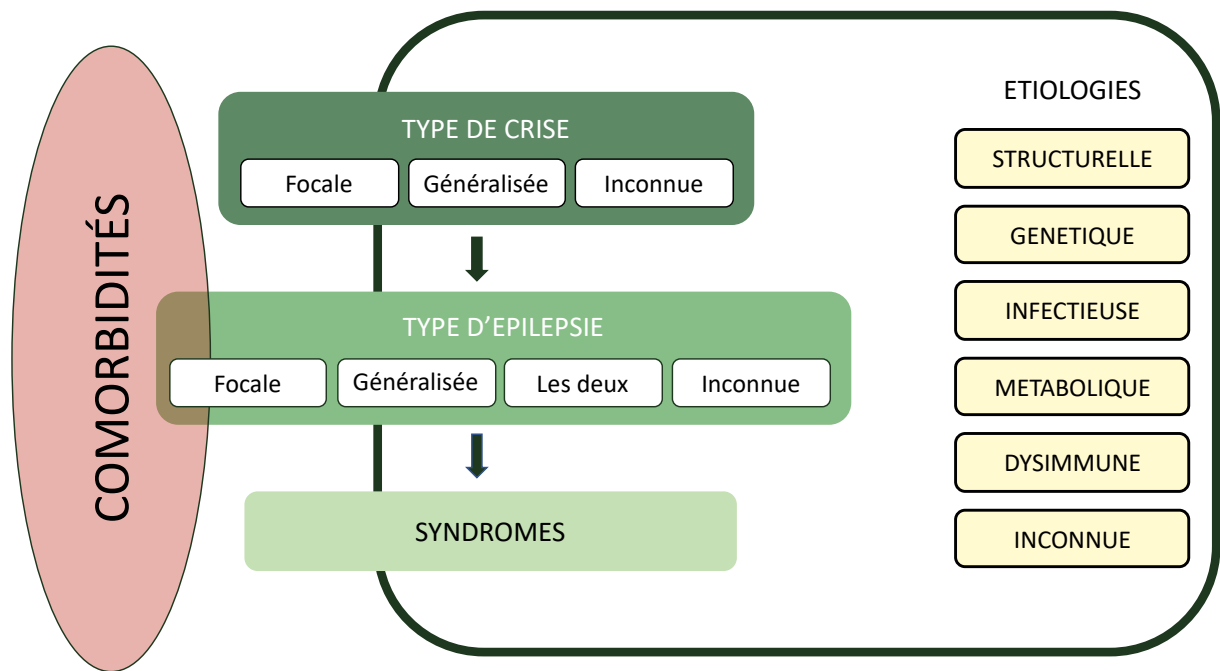 COMORBIDITÉS
TYPE DE CRISE
Focale
Généralisée
Inconnue
TYPE D’EPILEPSIE
Focale
Généralisée
Les deux
Inconnue
SYNDROMES
ETIOLOGIES
STRUCTURELLE
GENETIQUE
INFECTIEUSE
METABOLIQUE
DYSIMMUNE
INCONNUE